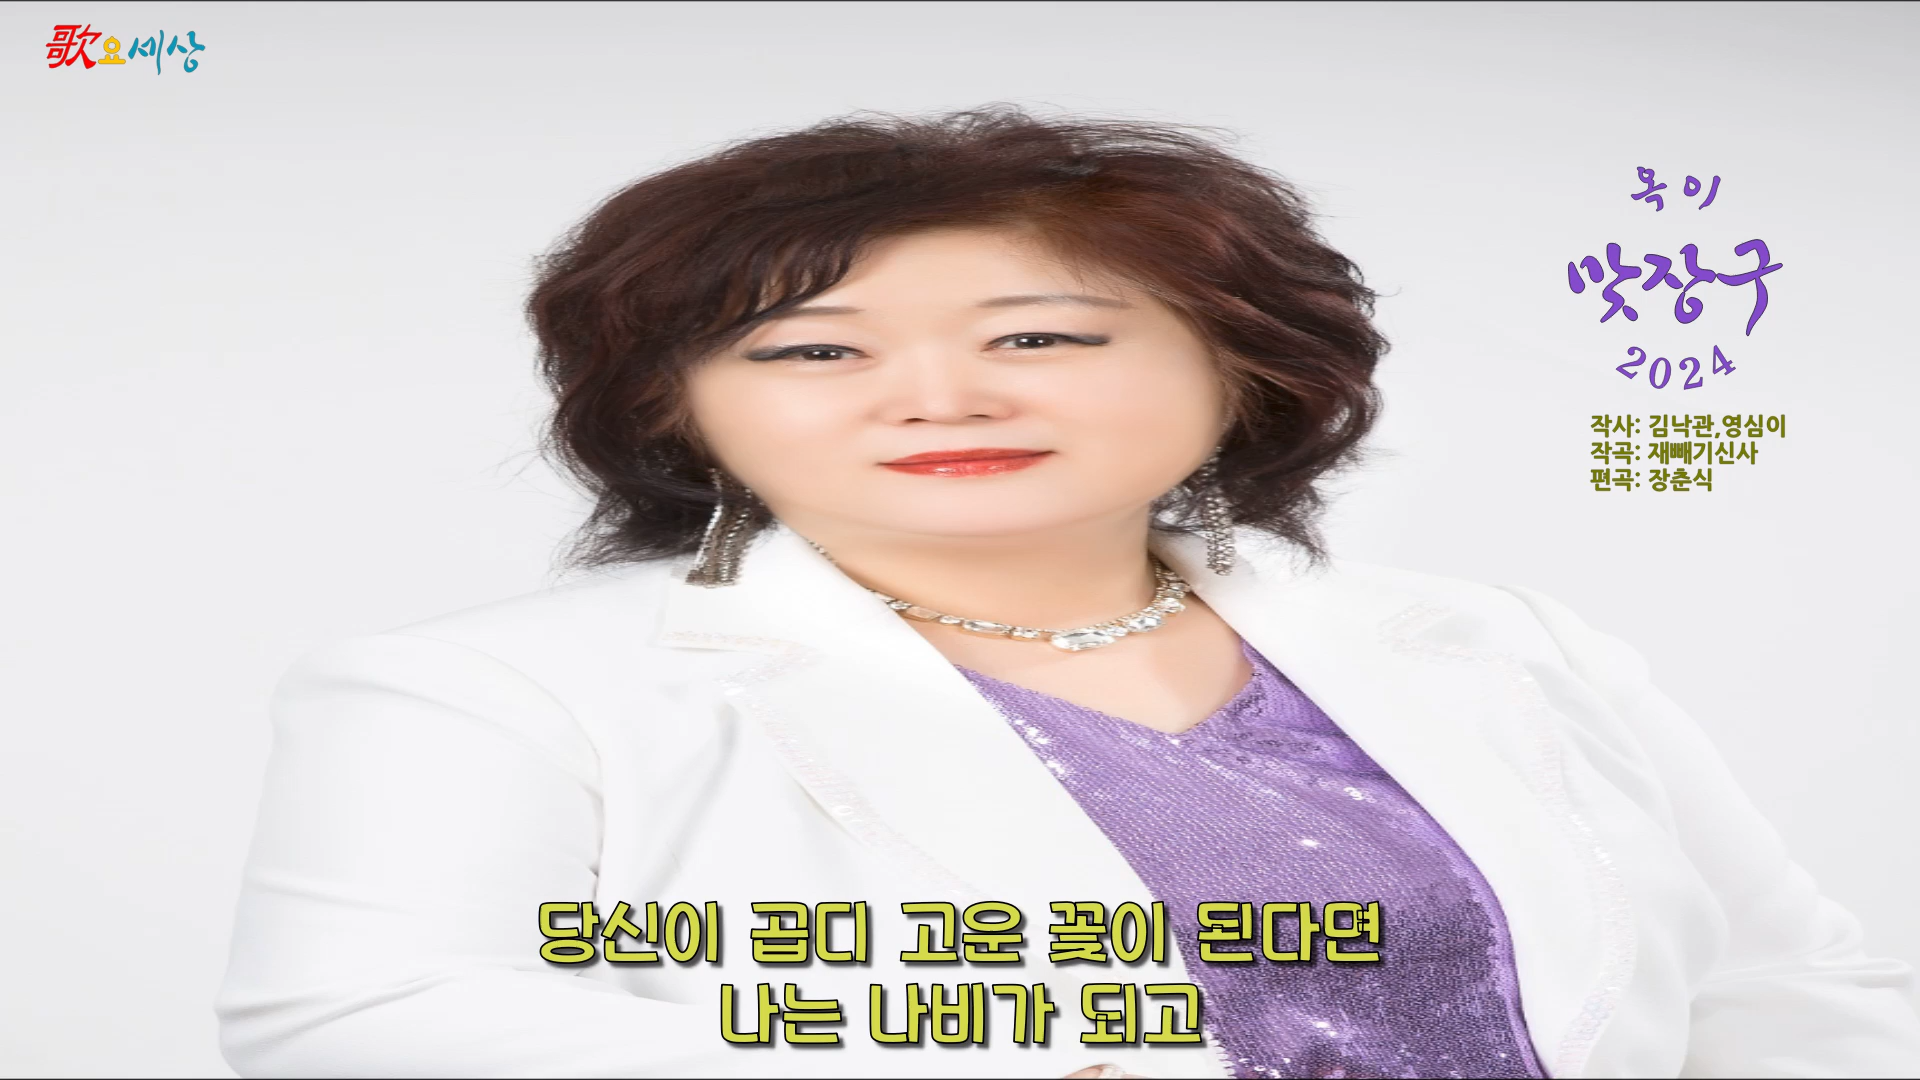 歌요세상
옥이
맞장구
2024
작사: 김낙관,영심이
작곡: 재빼기신사
편곡: 장춘식
당신이 곱디 고운 꽃이 된다면
나는 나비가 되고